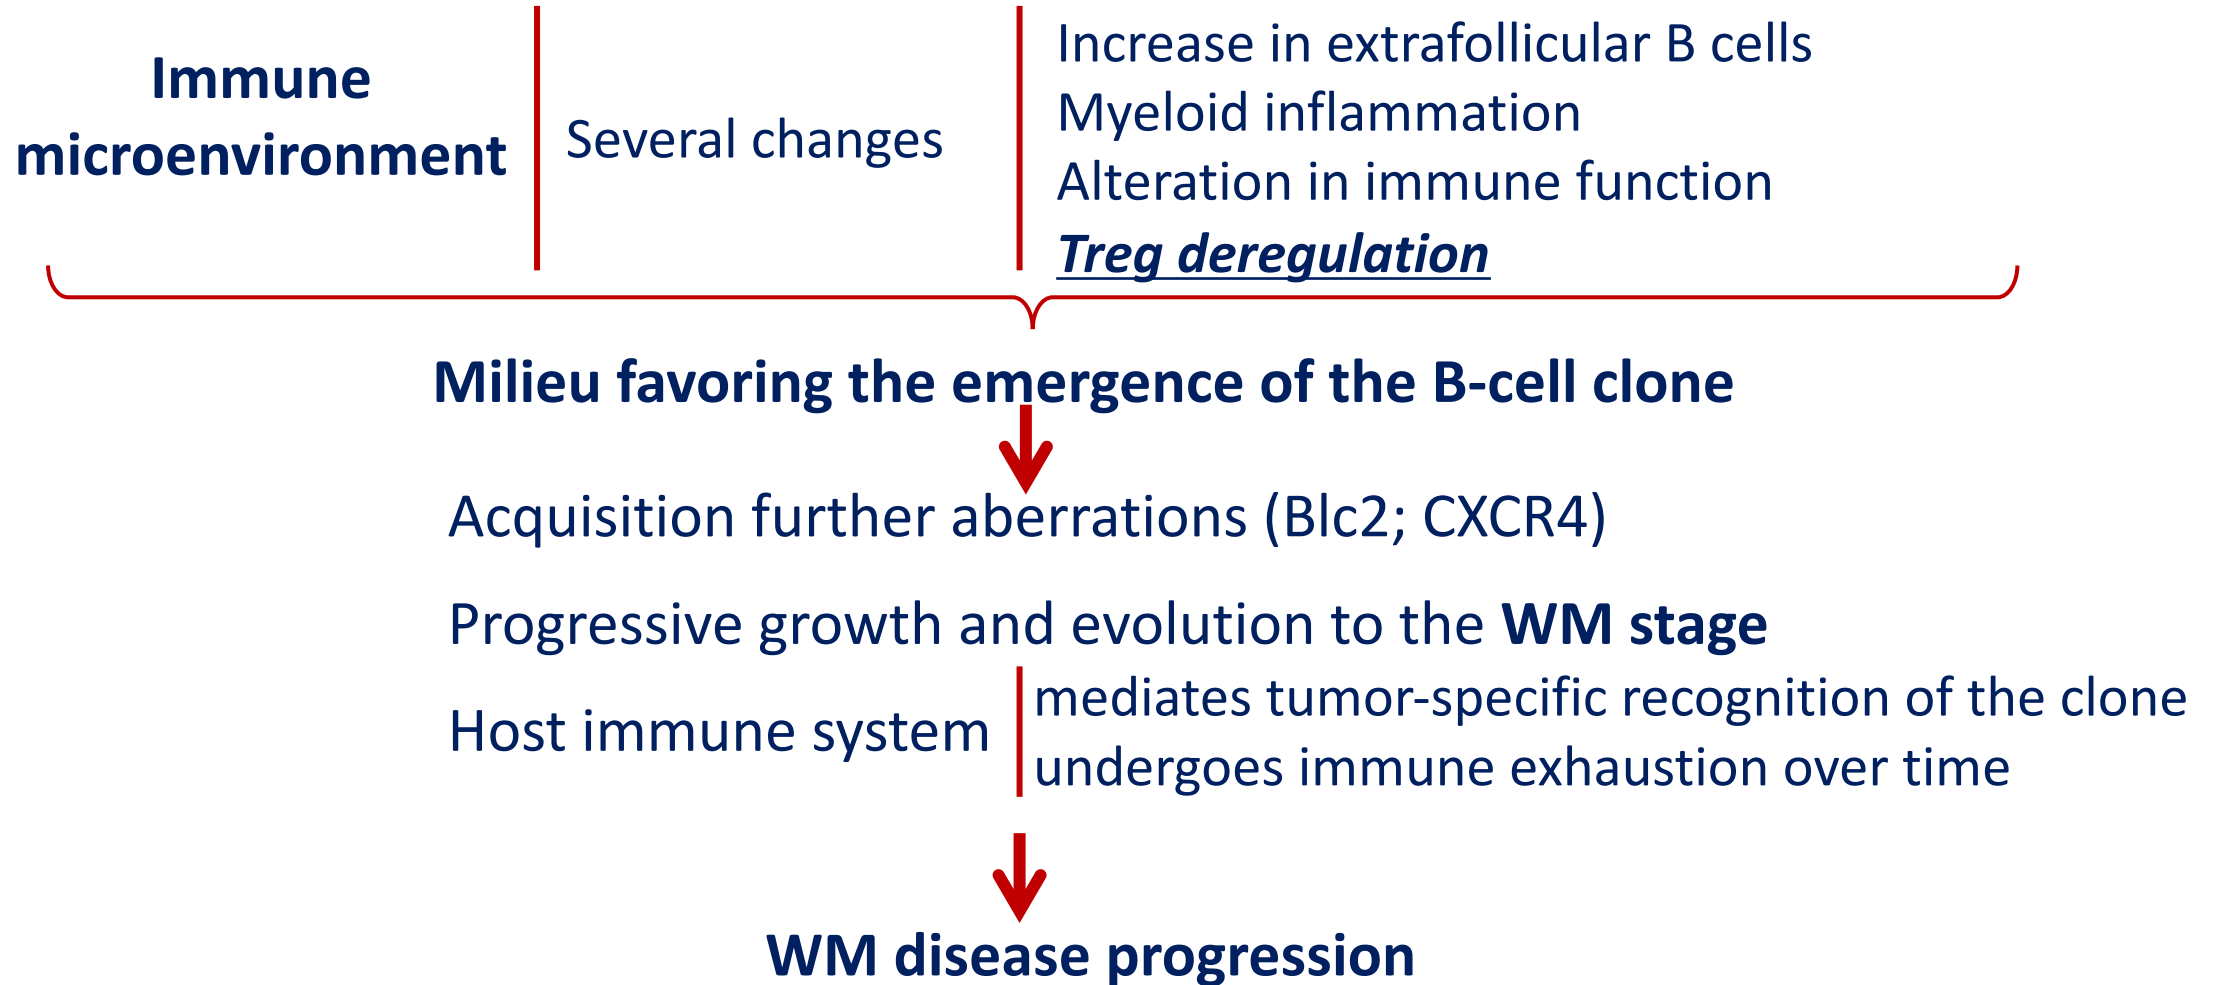 Immune
microenvironment
Several changes
Increase in extrafollicular B cells
Myeloid inflammation
Alteration in immune function
Treg deregulation
Milieu favoring the emergence of the B-cell clone
Acquisition further aberrations (Blc2; CXCR4)
Progressive growth and evolution to the WM stage
Host immune system
mediates tumor-specific recognition of the clone
undergoes immune exhaustion over time
WM disease progression